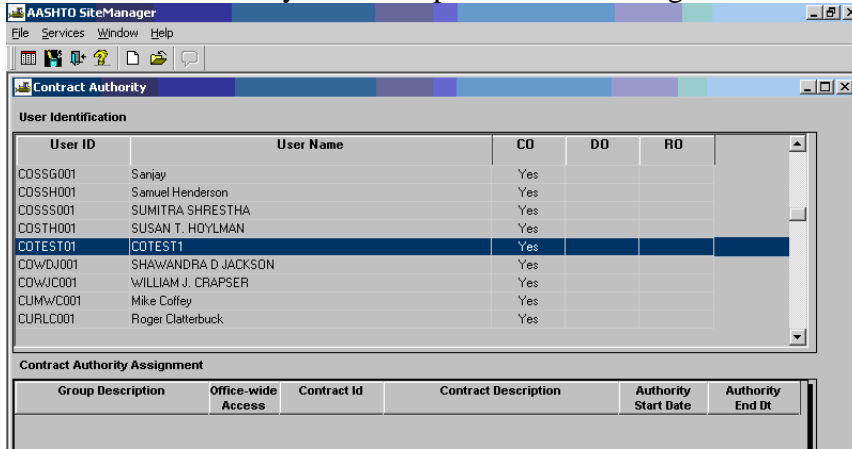 AASHTO SiteManager
File Services Window Help
Contract Authority
User Identification
User ID User Name CO DO RO
COSSG001 Sanjay Yes
COSSH001 Samuel Henderson Yes
COSSS001 SUMITRA SHRESTHA Yes
COSTH001 SUSAN T. HOYLMAN Yes
COTEST01 COTEST1 Yes
COWDJ001 SHAWANDRA D JACKSON Yes
COWJC001 WILLIAM J. CRAPSER Yes
CUMWC001 Mike Coffey Yes
CURLC001 Roger Clatterbuck Yes
Contract Authority Assignment
Group Description Office-wide Access Contract Id Contract Description Authority Start Date Authority End Dt